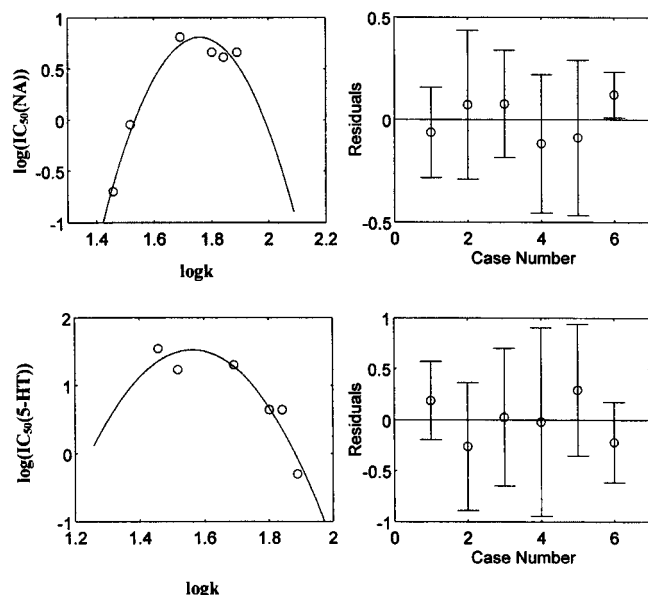 log(IC50(NA))
1
0.5
0
-0.5
-1
1.4 1.6 1.8 2 2.2
logk
Residuals
0.5
0
-0.5
0 2 4 6
Case Number
log(IC50(5-HT))
2
1
0
-1
1.2 1.4 1.6 1.8 2
logk
Residuals
1
0.5
0
-0.5
-1
0 2 4 6
Case Number